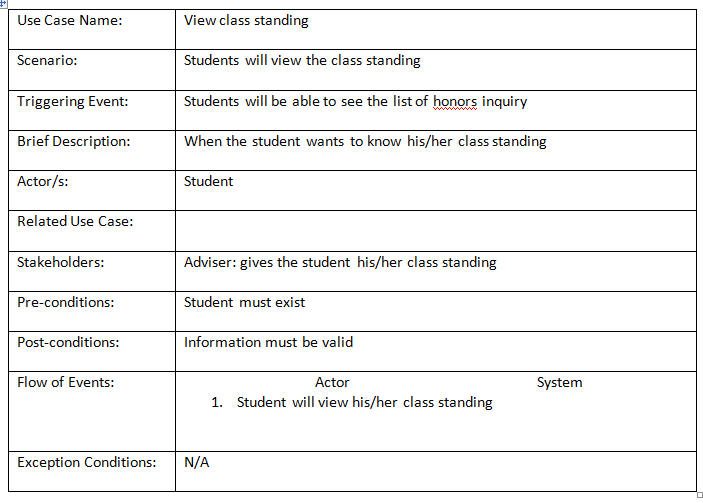 Use Case Name: View class standing
Scenario: Students will view the class standing
Triggering Event: Students will be able to see the list of honors inquiry
Brief Description: When the student wants to know his/her class standing
Actor/s: Student
Related Use Case:
Stakeholders: Adviser: gives the student his/her class standing
Pre-conditions: Student must exist
Post-conditions: Information must be valid
Flow of Events: Actor System
1. Student will view his/her class standing
Exception Conditions: N/A